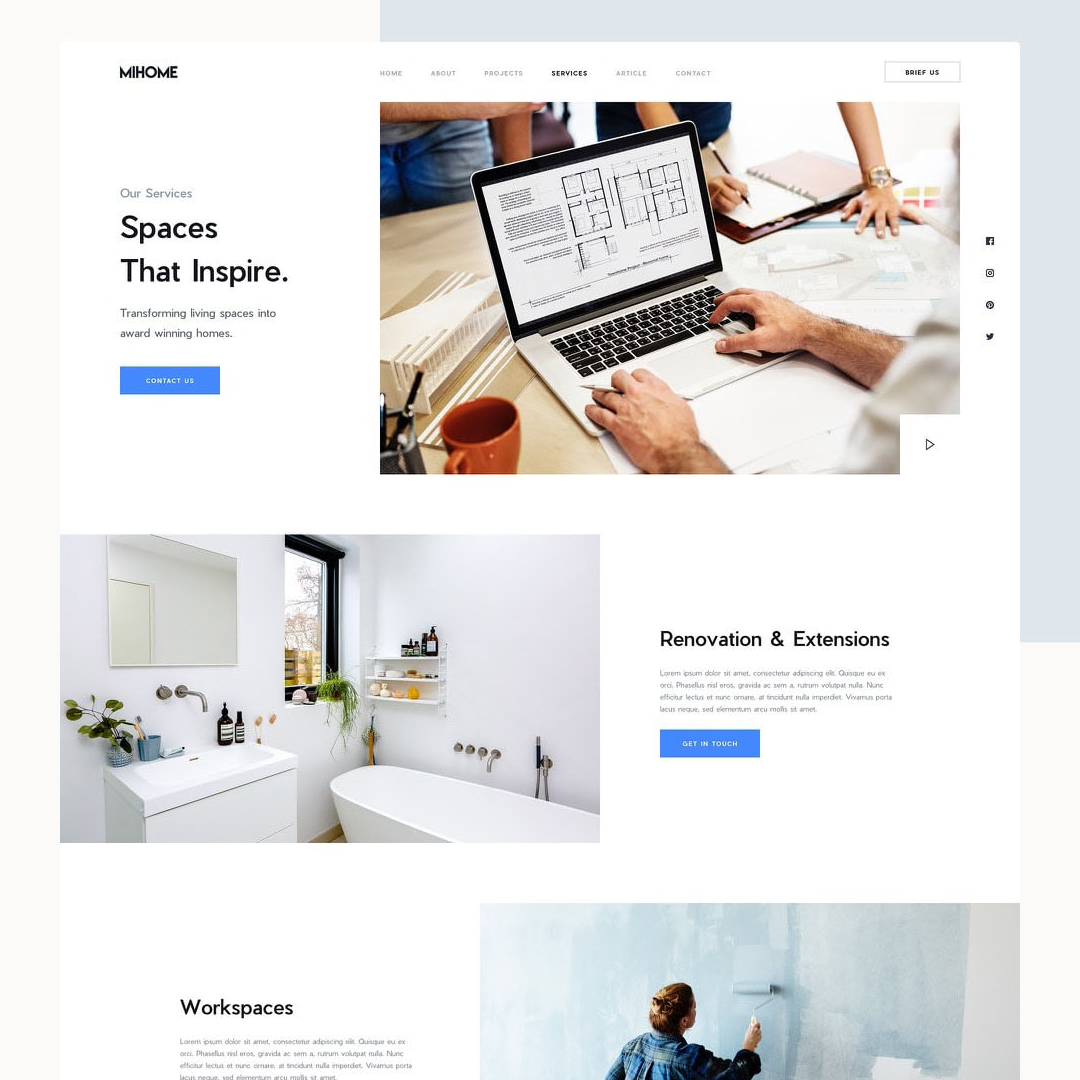 MIHOME
HOME ABOUT PROJECTS SERVICES ARTICLE CONTACT
BRIEF US
Our Services
Spaces
That Inspire.
Transforming living spaces into
award winning homes.
CONTACT US
Renovation & Extensions
Lorem ipsum dolor sit amet, consectetur adipiscing elit. Quisque eu ex
orci. Phasellus nisl eros, gravida ac sem a, rutrum volutpat nulla. Nunc
efficitur lectus et nunc ornare, at tincidunt nulla imperdiet. Vivamus porta
lacus neque, sed elementum arcu mollis sit amet.
GET IN TOUCH
Workspaces
Lorem ipsum dolor sit amet, consectetur adipiscing elit. Quisque eu ex
orci. Phasellus nisl eros, gravida ac sem a, rutrum volutpat nulla. Nunc
efficitur lectus et nunc ornare, at tincidunt nulla imperdiet. Vivamus porta
lacus neque, sed elementum arcu mollis sit amet.